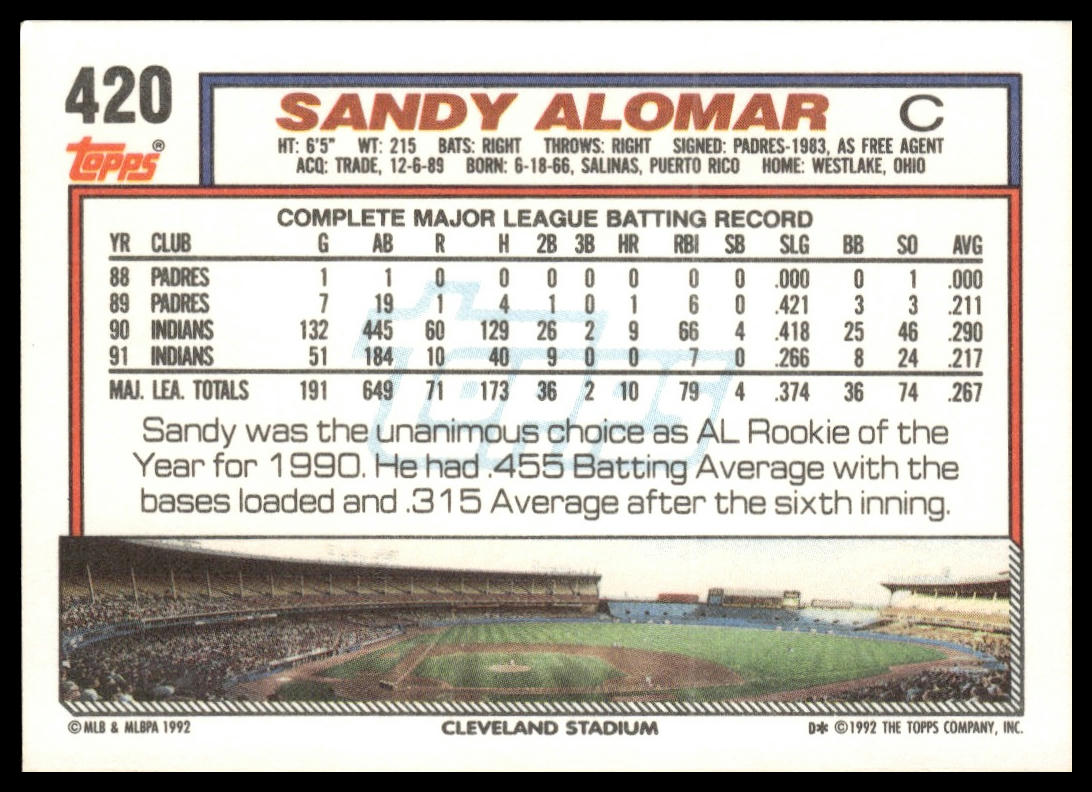 420
SANDY ALOMAR C
Topps®
HT: 6'5" WT: 215 BATS: RIGHT THROWS: RIGHT SIGNED: PADRES-1983, AS FREE AGENT
ACQ: TRADE, 12-6-89 BORN: 6-18-66, SALINAS, PUERTO RICO HOME: WESTLAKE, OHIO
COMPLETE MAJOR LEAGUE BATTING RECORD
YR CLUB G AB R H 2B 3B HR RBI SB SLG BB SO AVG
88 PADRES 1 1 0 0 0 0 0 0 0 .000 0 1 .000
89 PADRES 7 19 1 4 1 0 1 6 0 .421 3 3 .211
90 INDIANS 132 445 60 129 26 2 9 66 4 .418 25 46 .290
91 INDIANS 51 184 10 40 9 0 0 7 0 .266 8 24 .217
MAJ. LEA. TOTALS 191 649 71 173 36 2 10 79 4 .374 36 74 .267
Topps
Sandy was the unanimous choice as AL Rookie of the
Year for 1990. He had .455 Batting Average with the
bases loaded and .315 Average after the sixth inning.
© MLB & MLBPA 1992 CLEVELAND STADIUM D* ©1992 THE TOPPS COMPANY, INC.